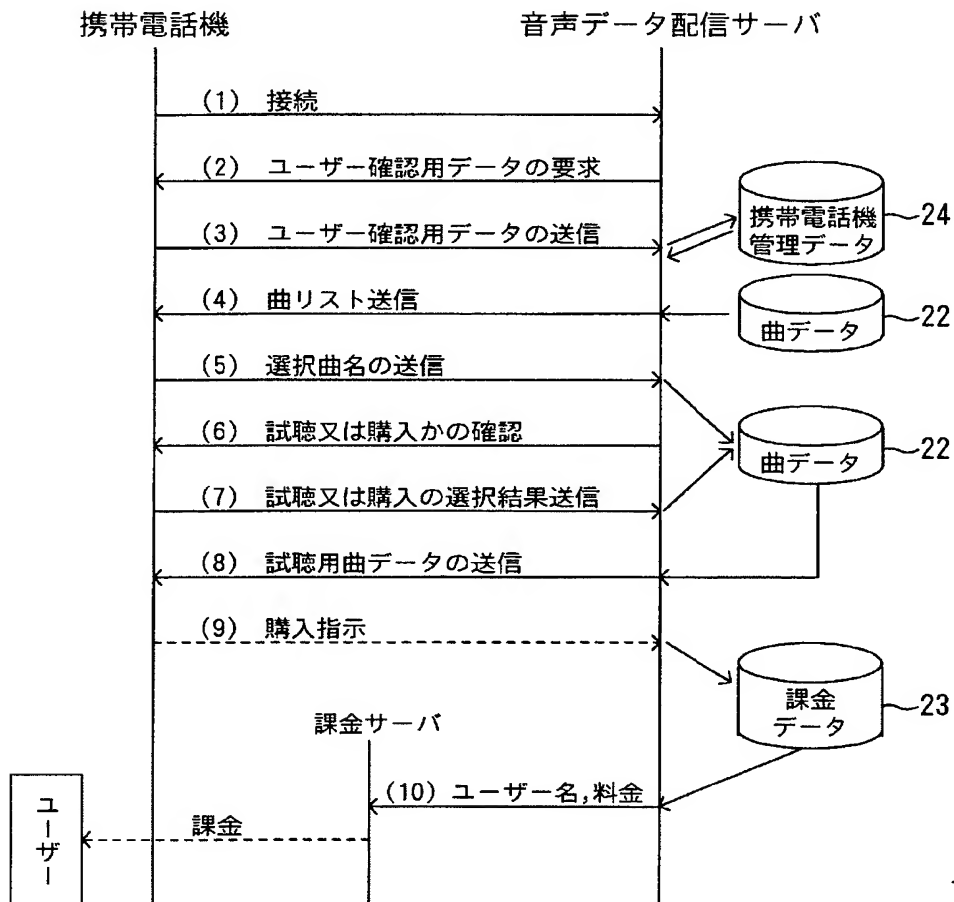 携帯電話機
音声データ配信サーバ
(1) 接続
(2) ユーザー確認用データの要求
(3) ユーザー確認用データの送信
携帯電話機
管理データ
24
(4) 曲リスト送信
曲データ
22
(5) 選択曲名の送信
(6) 試聴又は購入かの確認
曲データ
22
(7) 試聴又は購入の選択結果送信
(8) 試聴用曲データの送信
(9) 購入指示
課金
データ
23
課金サーバ
(10) ユーザー名,料金
課金
ユーザー